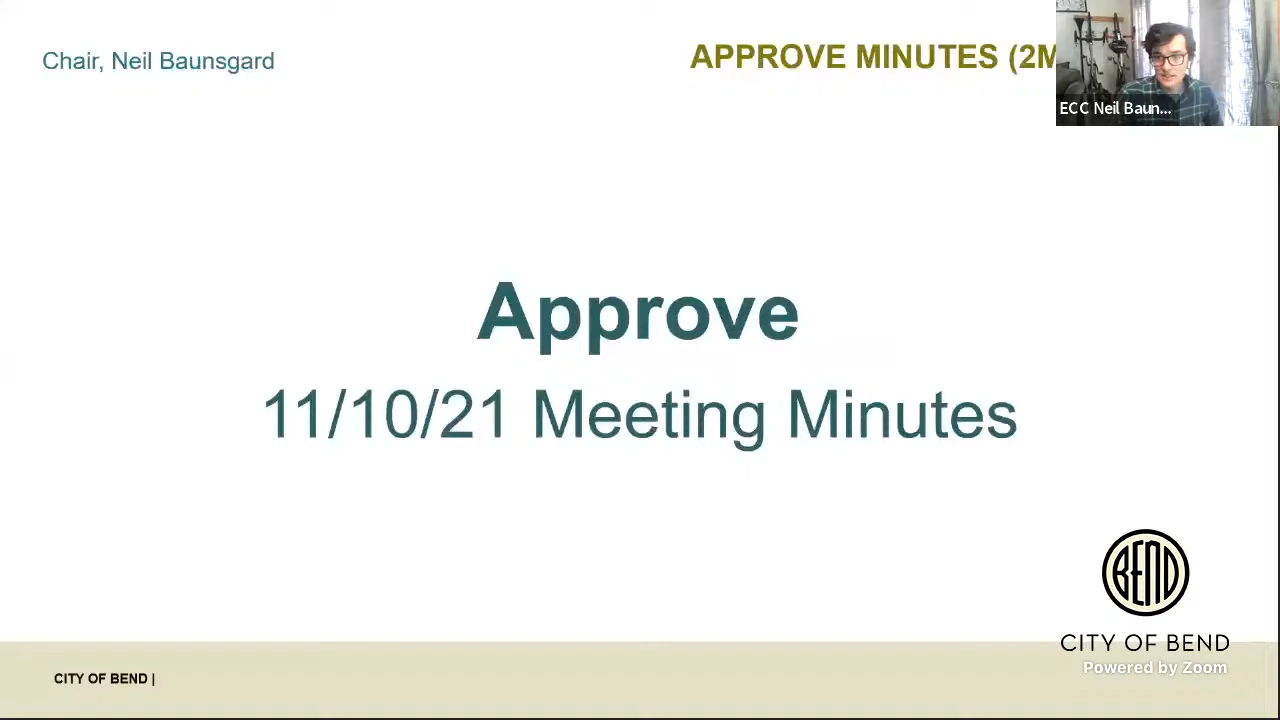 Chair, Neil Baunsgard
APPROVE MINUTES (2M
ECC Neil Baun...
Approve
11/10/21 Meeting Minutes
BEND
CITY OF BEND
Powered by Zoom
CITY OF BEND |